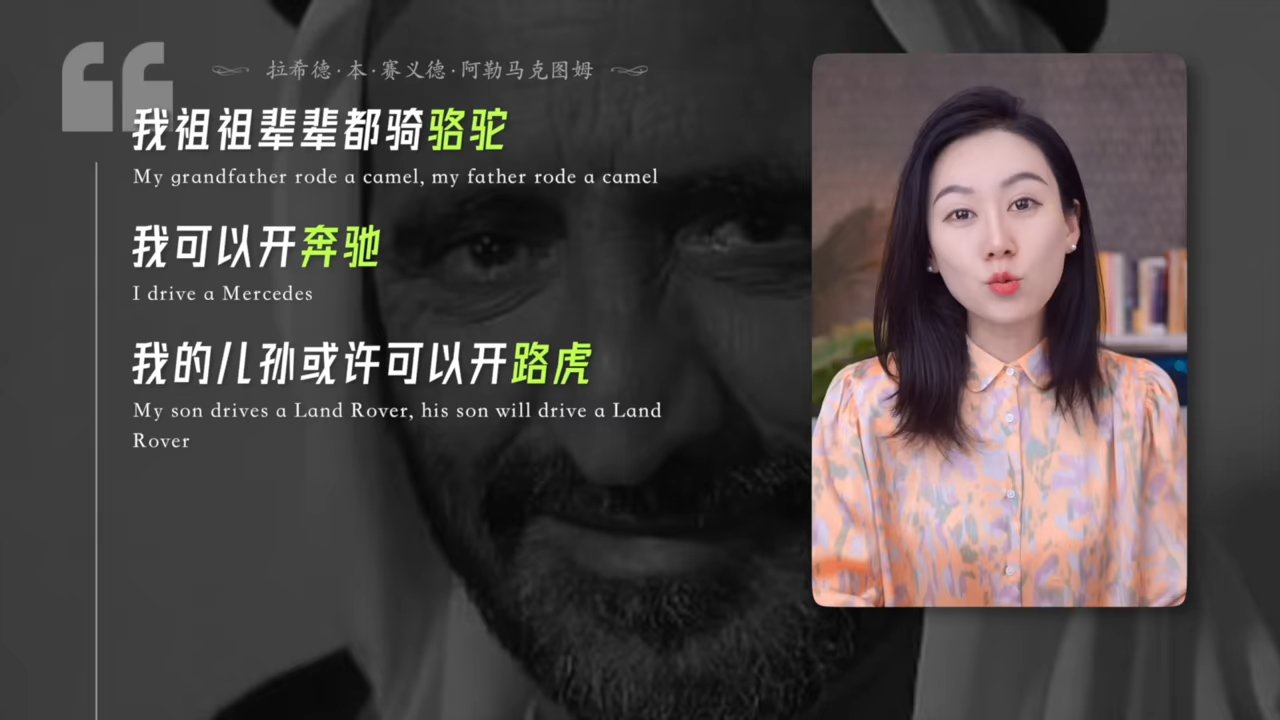 拉希德·本·赛义德·阿勒马克图姆
我祖祖辈辈都骑骆驼
My grandfather rode a camel, my father rode a camel
我可以开奔驰
I drive a Mercedes
我的儿孙或许可以开路虎
My son drives a Land Rover, his son will drive a Land
Rover